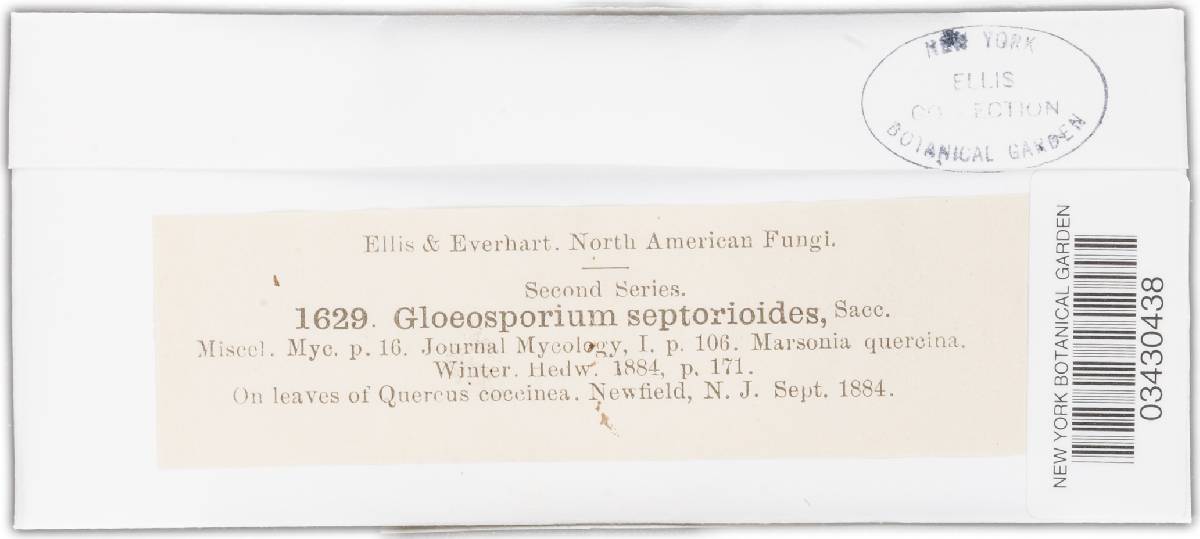 NEW YORK
ELLIS
COLLECTION
BOTANICAL GARDEN
Ellis & Everhart. North American Fungi.
Second Series.
1629. Gloeosporium septorioides, Sacc.
Miscel. Myc. p. 16. Journal Mycology, I. p. 106. Marsonia quercina.
Winter. Hedw. 1884, p. 171.
On leaves of Quercus coccinea. Newfield, N. J. Sept. 1884.
NEW YORK BOTANICAL GARDEN
03430438